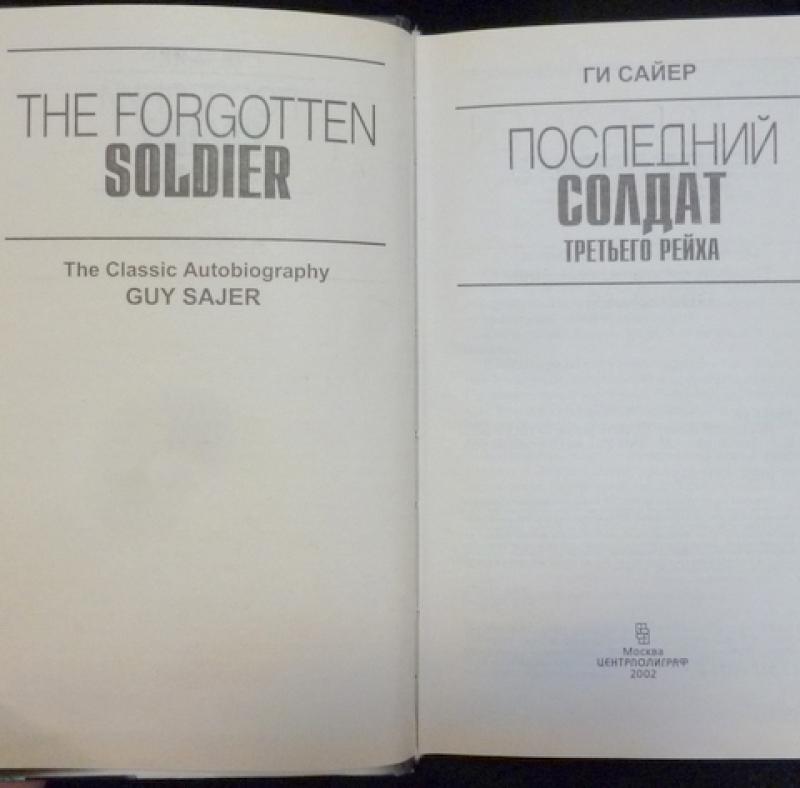 THE FORGOTTEN
SOLDIER
The Classic Autobiography
GUY SAJER
ГИ САЙЕР
ПОСЛЕДНИЙ
СОЛДАТ
ТРЕТЬЕГО РЕЙХА
Москва
ЦЕНТРПОЛИГРАФ
2002